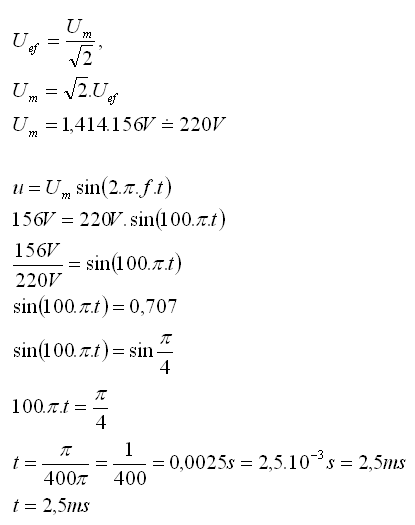 U_ef = U_m / √2,
U_m = √2.U_ef
U_m = 1,414.156V ≐ 220V
u = U_m sin(2.π.f.t)
156V = 220V.sin(100.π.t)
156V / 220V = sin(100.π.t)
sin(100.π.t) = 0,707
sin(100.π.t) = sin π/4
100.π.t = π/4
t = π/400π = 1/400 = 0,0025s = 2,5.10⁻³ s = 2,5ms
t = 2,5ms